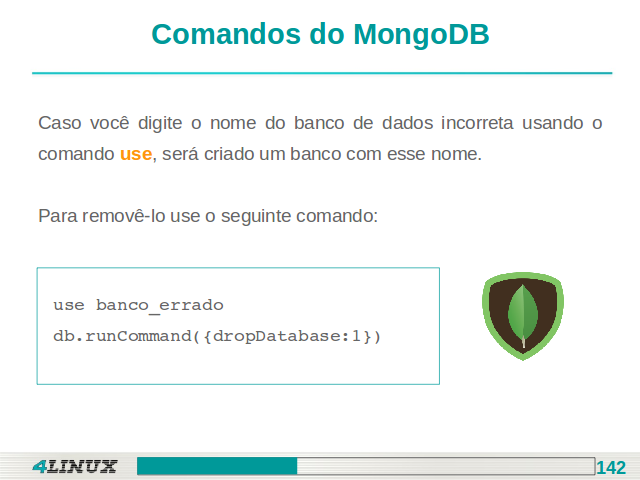 Comandos do MongoDB
Caso você digite o nome do banco de dados incorreta usando o
comando use, será criado um banco com esse nome.
Para removê-lo use o seguinte comando:
use banco_errado
db.runCommand({dropDatabase:1})
4LINUX
142